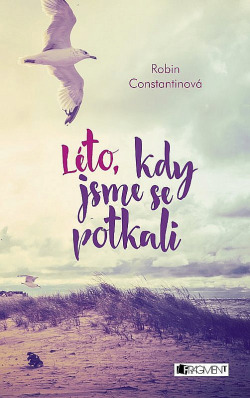 Robin
Constantinová
Léto, kdy
jsme se
potkali
FRAGMENT